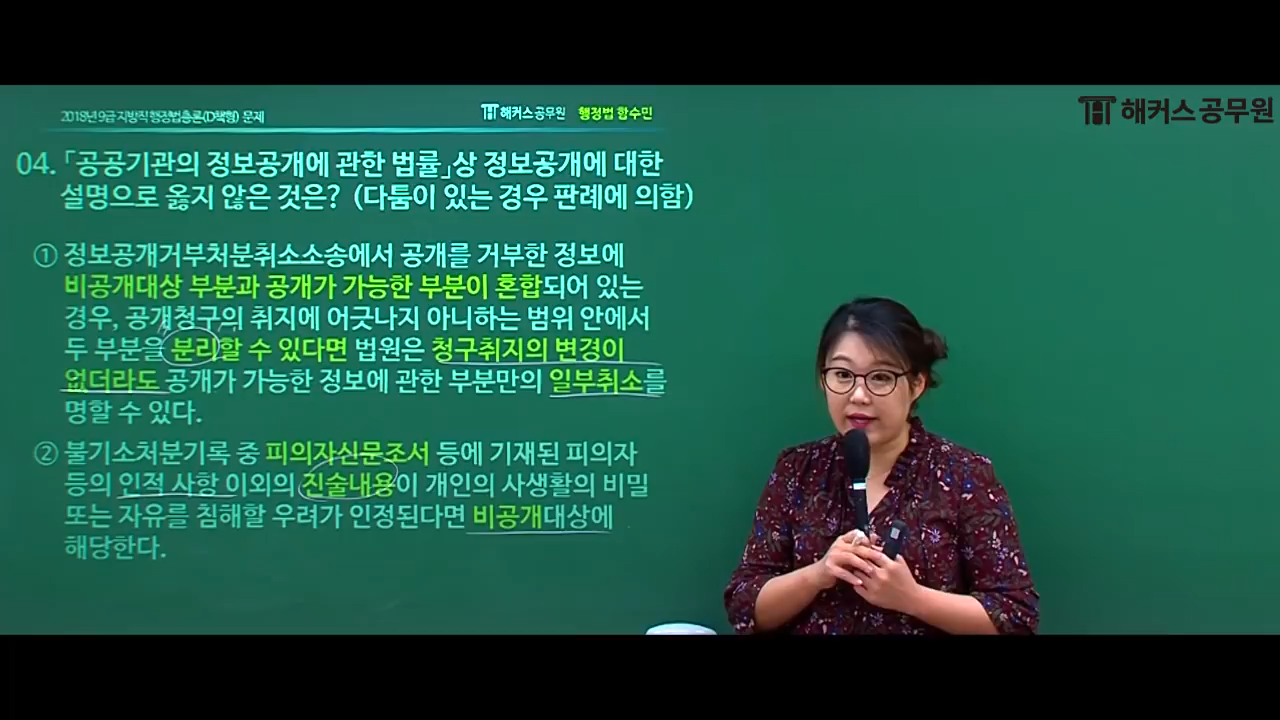 2018년 9급 지방직 행정법총론(D책형) 문제
해커스공무원 행정법 함수민
해커스공무원
04. 「공공기관의 정보공개에 관한 법률」상 정보공개에 대한
설명으로 옳지 않은 것은? (다툼이 있는 경우 판례에 의함)
① 정보공개거부처분취소소송에서 공개를 거부한 정보에
비공개대상 부분과 공개가 가능한 부분이 혼합되어 있는
경우, 공개청구의 취지에 어긋나지 아니하는 범위 안에서
두 부분을 분리할 수 있다면 법원은 청구취지의 변경이
없더라도 공개가 가능한 정보에 관한 부분만의 일부취소를
명할 수 있다.
② 불기소처분기록 중 피의자신문조서 등에 기재된 피의자
등의 인적 사항 이외의 진술내용이 개인의 사생활의 비밀
또는 자유를 침해할 우려가 인정된다면 비공개대상에
해당한다.